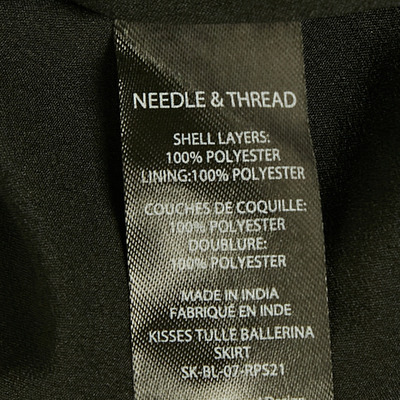 NEEDLE & THREAD
SHELL LAYERS:
100% POLYESTER
LINING:100% POLYESTER
COUCHES DE COQUILLE:
100% POLYESTER
DOUBLURE:
100% POLYESTER
MADE IN INDIA
FABRIQUÉ EN INDE
KISSES TULLE BALLERINA
SKIRT
SK-BL-07-RPS21